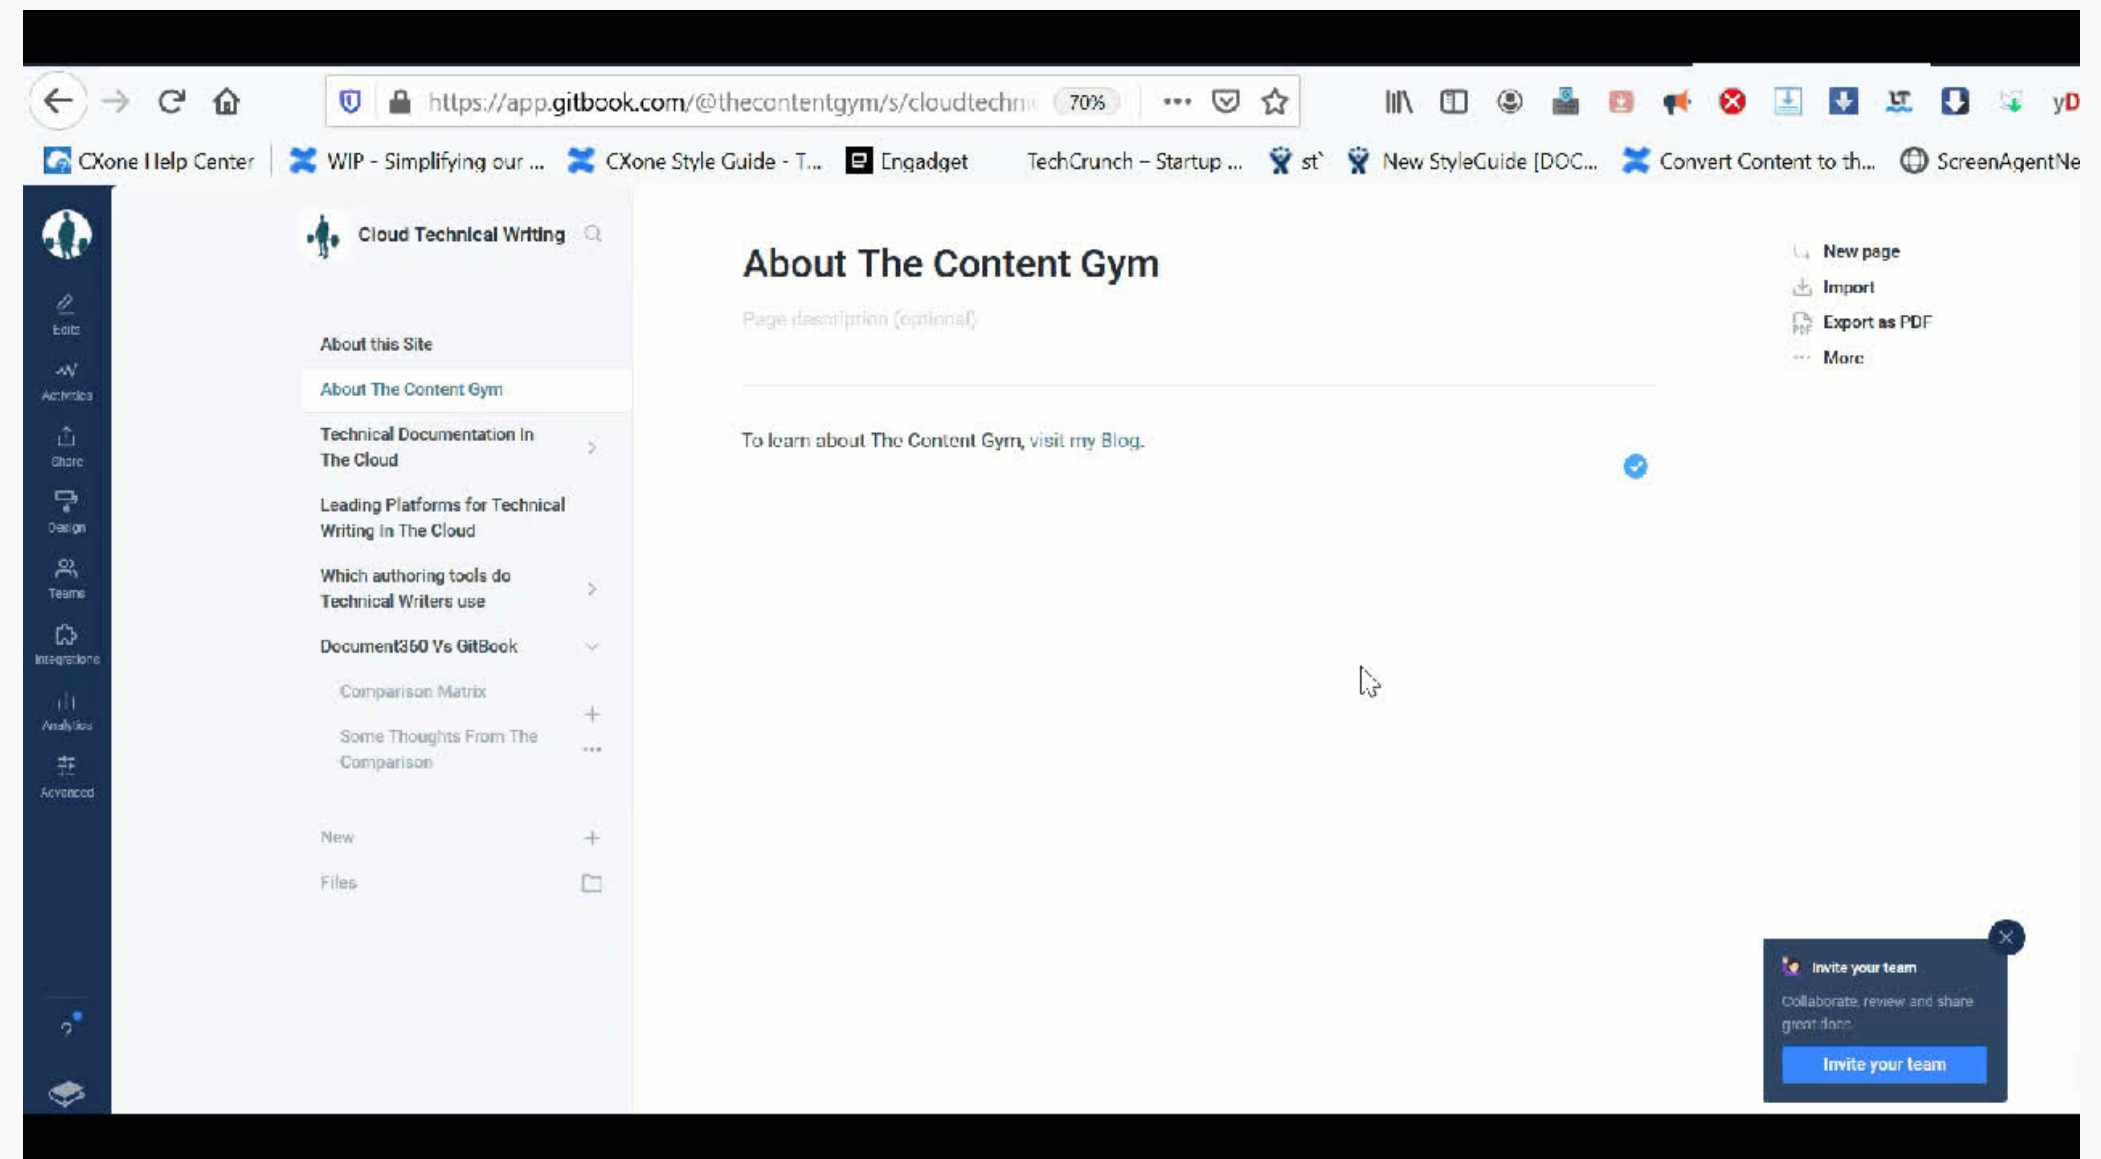 https://app.gitbook.com/@thecontentgym/s/cloudtechni
70%
yD
CXone Help Center
WIP - Simplifying our ...
CXone Style Guide - T...
Engadget
TechCrunch – Startup ...
st`
New StyleGuide [DOC...
Convert Content to th...
ScreenAgentNe
Edits
Activities
Share
Design
Teams
Integrations
Analytics
Advanced
?
Cloud Technical Writing
About this Site
About The Content Gym
Technical Documentation In
The Cloud
Leading Platforms for Technical
Writing In The Cloud
Which authoring tools do
Technical Writers use
Document360 Vs GitBook
Comparison Matrix
Some Thoughts From The
Comparison
New
Files
About The Content Gym
Page description (optional)
To learn about The Content Gym, visit my Blog.
New page
Import
PDF
Export as PDF
More
Invite your team
Collaborate, review and share
great docs
Invite your team